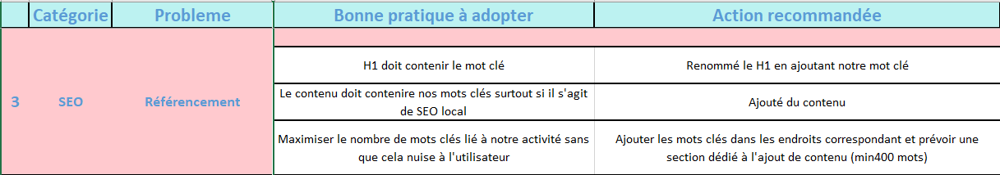 Catégorie Probleme Bonne pratique à adopter Action recommandée
H1 doit contenir le mot clé Renommé le H1 en ajoutant notre mot clé
3 SEO Référencement
Le contenu doit contenire nos mots clés surtout si il s'agit
de SEO local
Ajouté du contenu
Maximiser le nombre de mots clés lié à notre activité sans
que cela nuise à l'utilisateur
Ajouter les mots clés dans les endroits correspondant et prévoir une
section dédié à l'ajout de contenu (min400 mots)